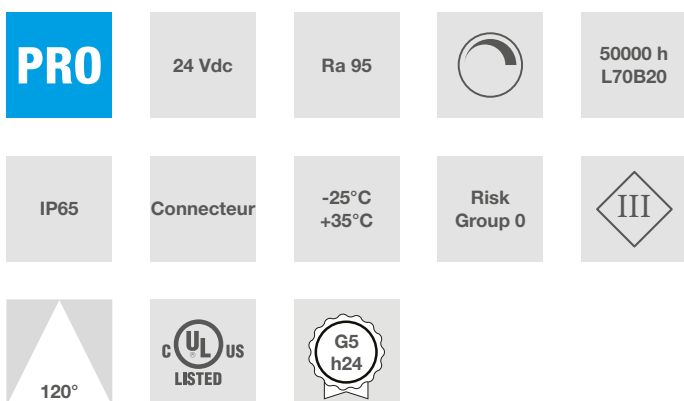 PRO
24 Vdc
Ra 95
50000 h
L70B20
IP65
Connecteur
-25°C
+35°C
Risk
Group 0
III
120°
C UL ® US
LISTED
G5
h24